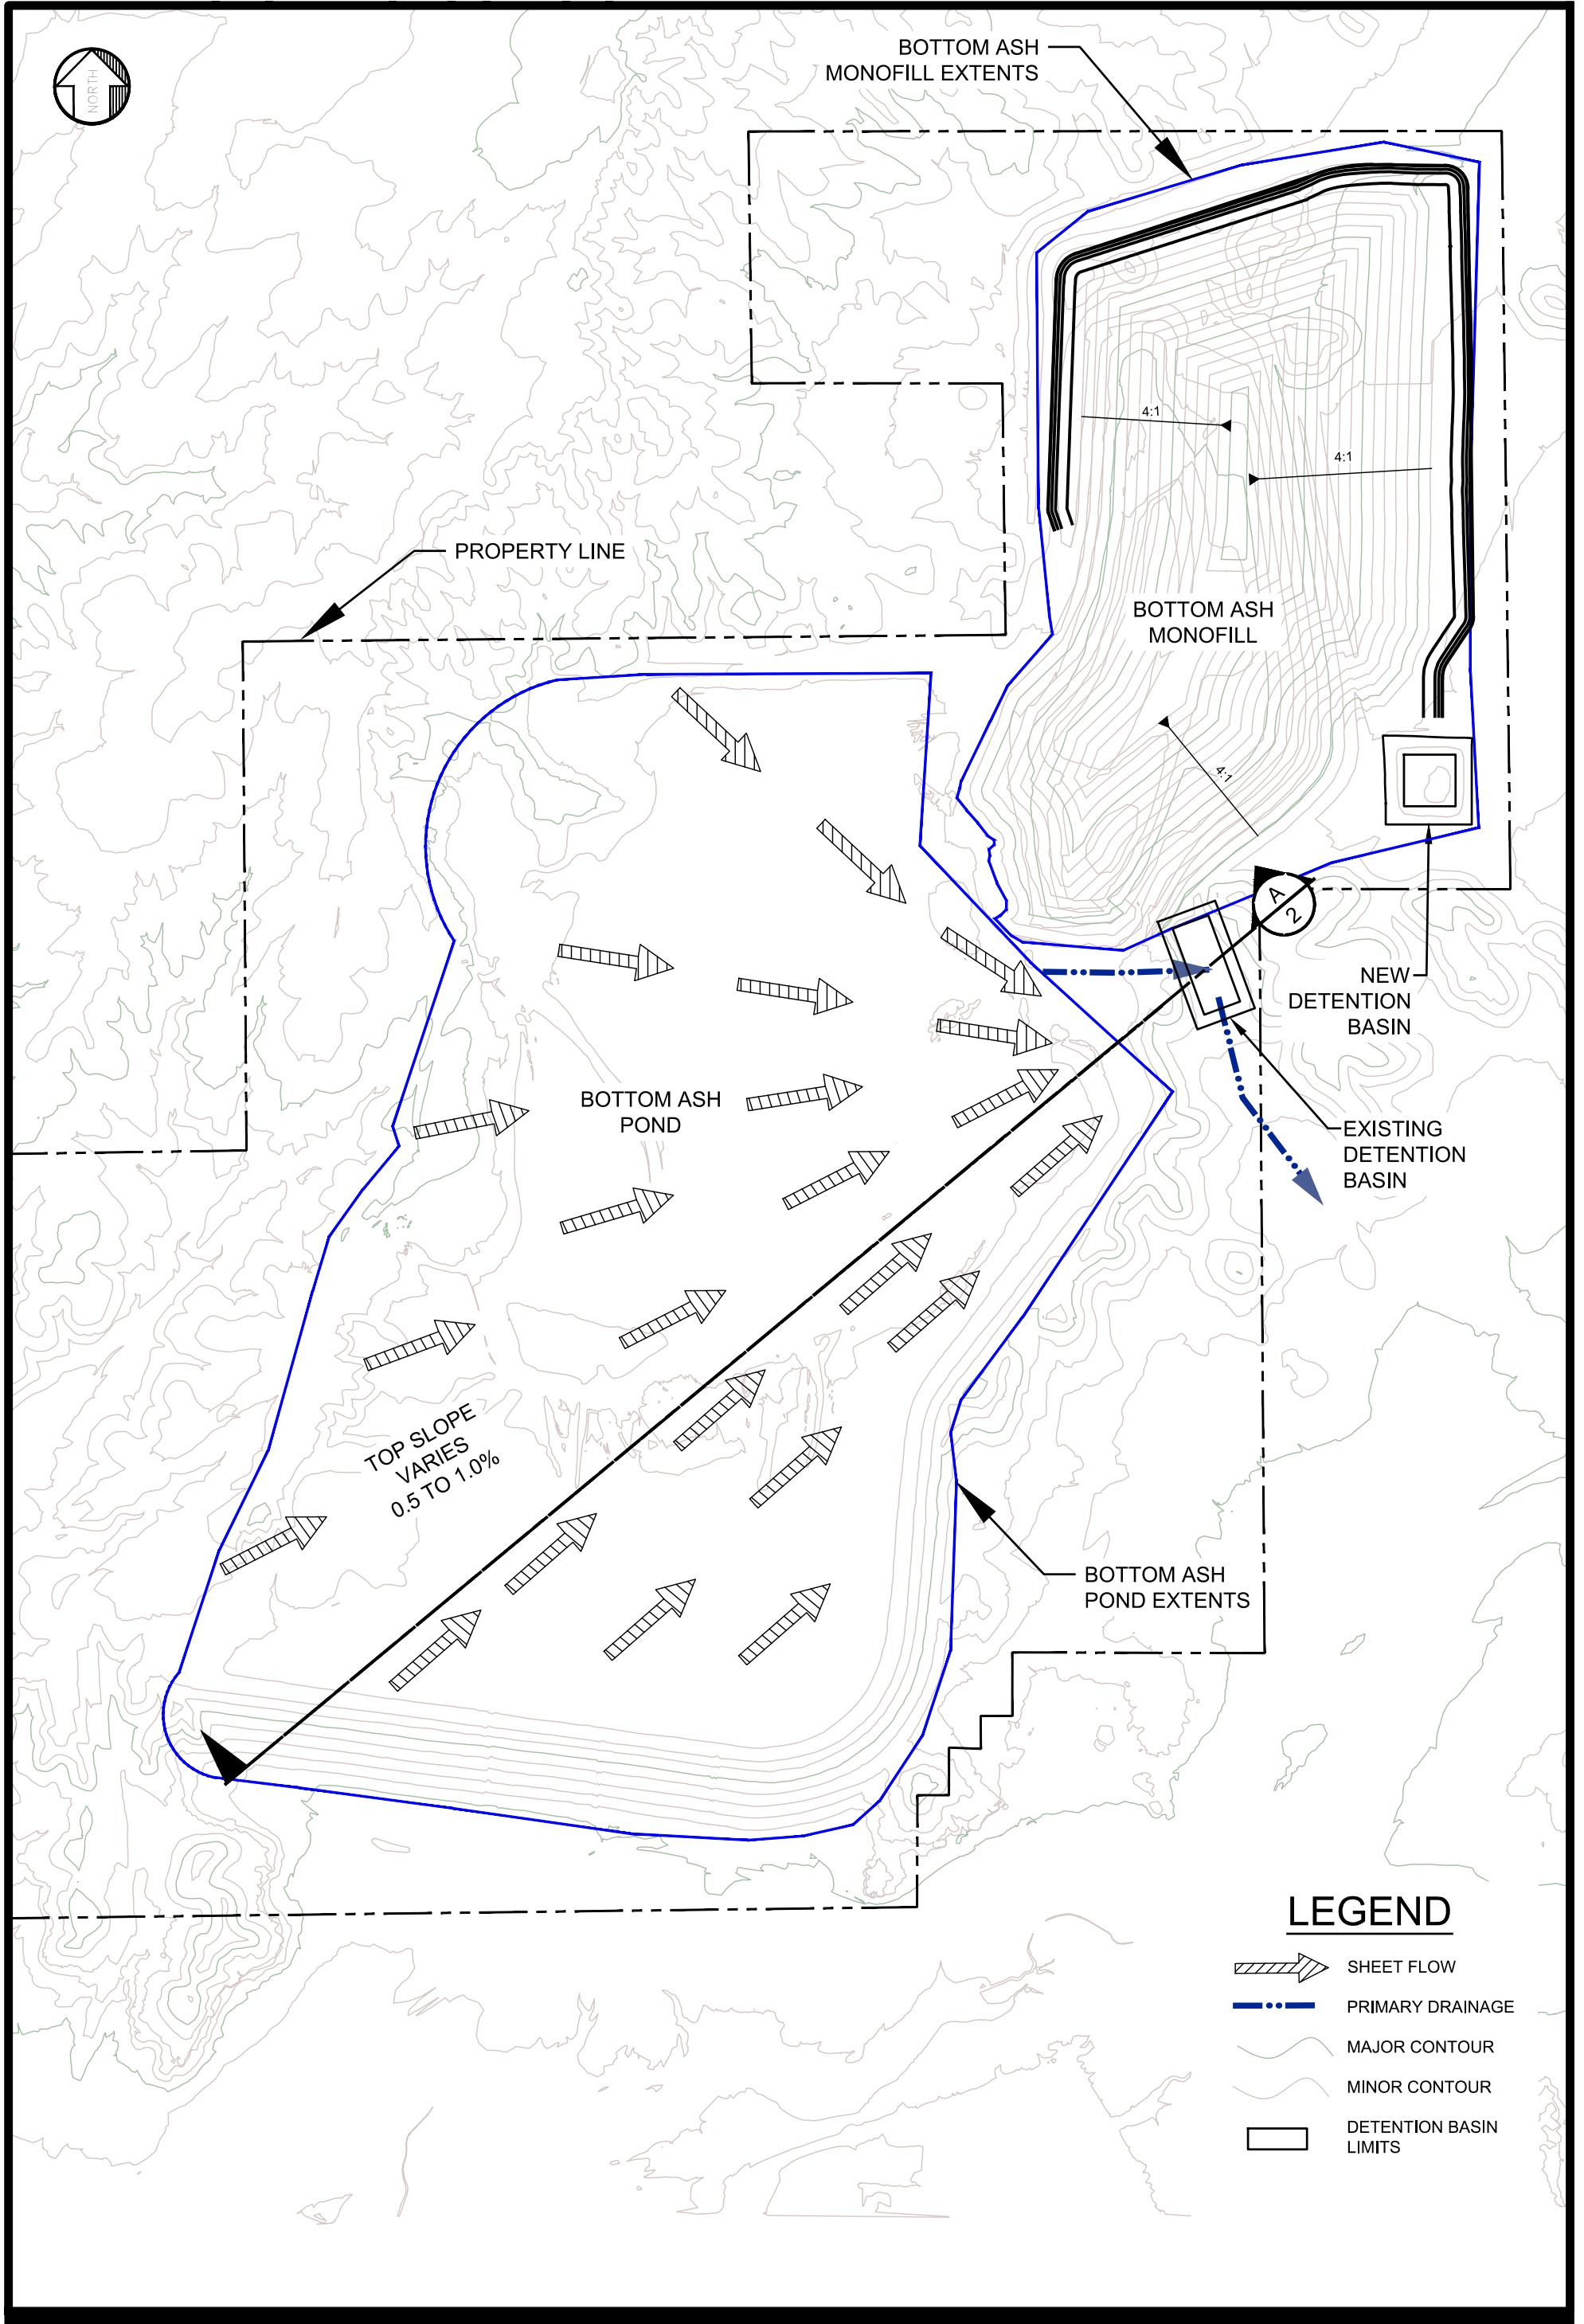 NORTH
BOTTOM ASH
MONOFILL EXTENTS
4:1
4:1
PROPERTY LINE
BOTTOM ASH
MONOFILL
4:1
A
2
NEW
DETENTION
BASIN
BOTTOM ASH
POND
EXISTING
DETENTION
BASIN
TOP SLOPE
VARIES
0.5 TO 1.0%
BOTTOM ASH
POND EXTENTS
LEGEND
SHEET FLOW
PRIMARY DRAINAGE
MAJOR CONTOUR
MINOR CONTOUR
DETENTION BASIN
LIMITS